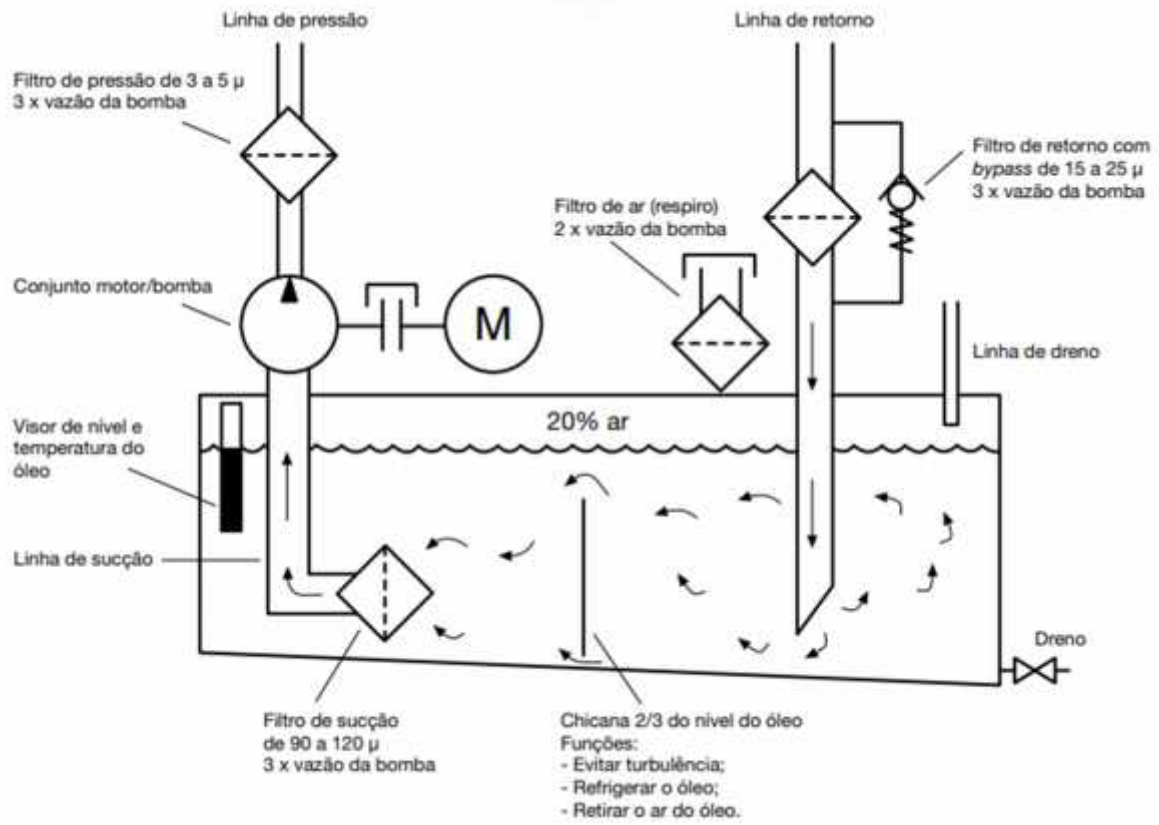 Linha de pressão
Linha de retorno
Filtro de pressão de 3 a 5 µ
3 x vazão da bomba
Filtro de retorno com
bypass de 15 a 25 µ
3 x vazão da bomba
Filtro de ar (respiro)
2 x vazão da bomba
Conjunto motor/bomba
M
Linha de dreno
20% ar
Visor de nível e
temperatura do
óleo
Linha de sucção
Dreno
Filtro de sucção
de 90 a 120 µ
3 x vazão da bomba
Chicana 2/3 do nível do óleo
Funções:
- Evitar turbulência;
- Refrigerar o óleo;
- Retirar o ar do óleo.